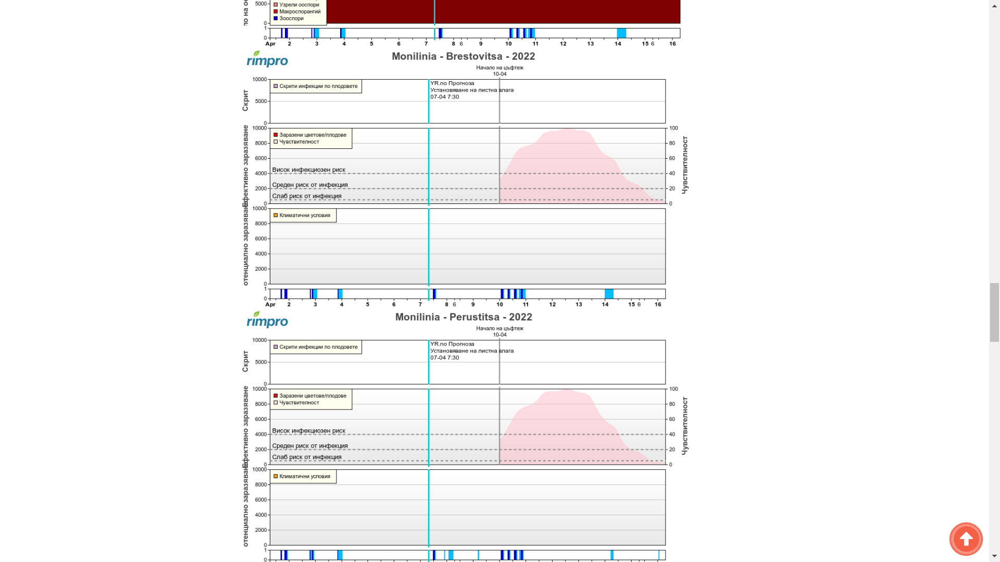 5000
0
Узрели ооспори
Макроспорангий
Зооспори
1
0
Apr 2 3 4 5 6 7 8 6 9 10 11 12 13 14 15 6 16
rimpro
Monilinia - Brestovitsa - 2022
Начало на цъфтеж
10-04
Скрит
10000
5000
0
Скрити инфекции по плодовете
YR.no Прогноза
Установяване на листна влага
07-04 7:30
10000
8000
6000
4000
2000
0
Заразени цветове/плодове
Чувствителност
Висок инфекциозен риск
Среден риск от инфекция
Слаб риск от инфекция
100
80
60
40
20
0
Чувствителност
отенциално заразяване
10000
8000
6000
4000
2000
0
Климатични условия
1
0
Apr 2 3 4 5 6 7 8 6 9 10 11 12 13 14 15 6 16
rimpro
Monilinia - Perustitsa - 2022
Начало на цъфтеж
10-04
Скрит
10000
5000
0
Скрити инфекции по плодовете
YR.no Прогноза
Установяване на листна влага
07-04 7:30
10000
8000
6000
4000
2000
0
Заразени цветове/плодове
Чувствителност
Висок инфекциозен риск
Среден риск от инфекция
Слаб риск от инфекция
100
80
60
40
20
0
Чувствителност
отенциално заразяване
10000
8000
6000
4000
2000
0
Климатични условия
1
0